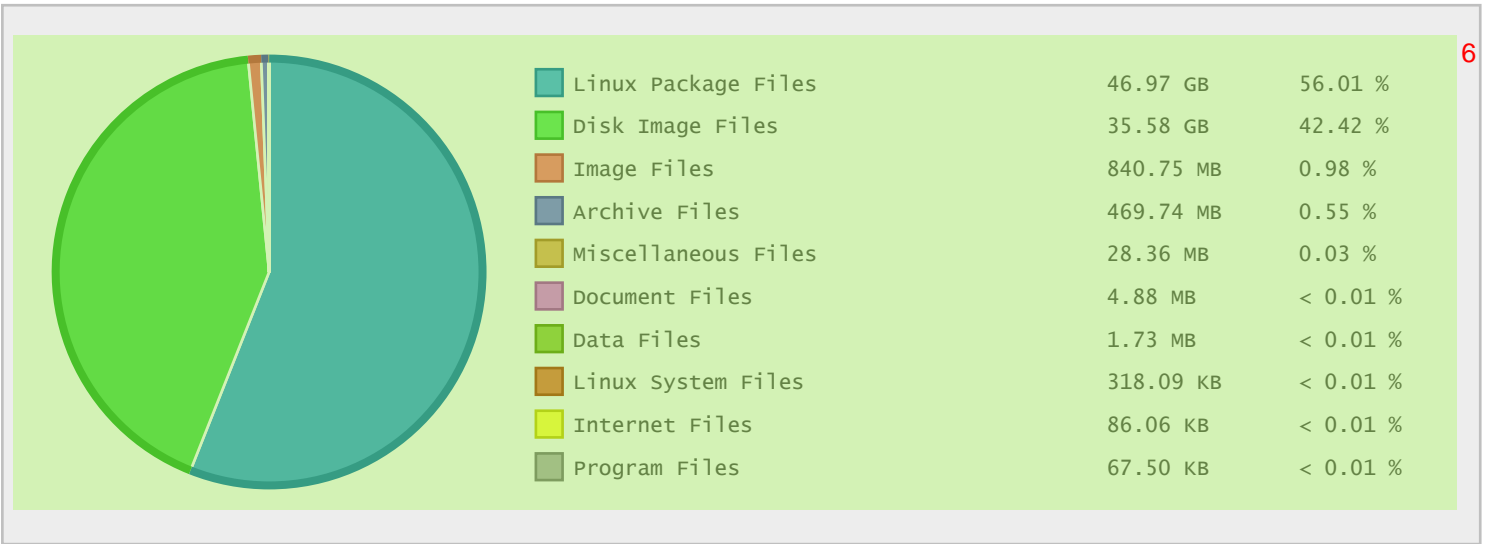 6
Linux Package Files 46.97 GB 56.01 %
Disk Image Files 35.58 GB 42.42 %
Image Files 840.75 MB 0.98 %
Archive Files 469.74 MB 0.55 %
Miscellaneous Files 28.36 MB 0.03 %
Document Files 4.88 MB < 0.01 %
Data Files 1.73 MB < 0.01 %
Linux System Files 318.09 KB < 0.01 %
Internet Files 86.06 KB < 0.01 %
Program Files 67.50 KB < 0.01 %